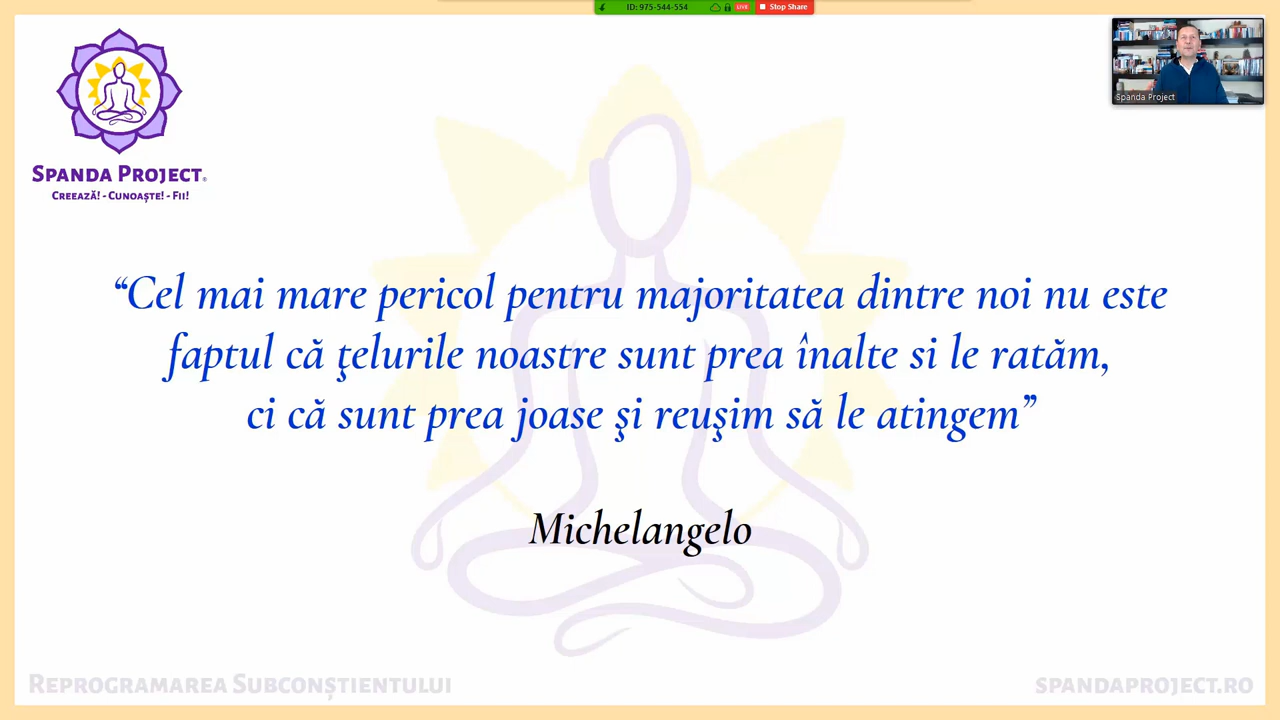 ID: 975-544-554 LIVE Stop Share
Spanda Project
SPANDA PROJECT®
CREEAZĂ! - CUNOAŞTE! - FII!
“Cel mai mare pericol pentru majoritatea dintre noi nu este
faptul că ţelurile noastre sunt prea înalte si le ratăm,
ci că sunt prea joase şi reuşim să le atingem”
Michelangelo
REPROGRAMAREA SUBCONȘTIENTULUI
SPANDAPROJECT.RO